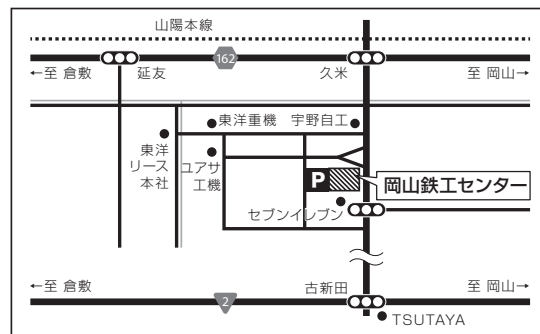 山陽本線
162
←至 倉敷
延友
久米
至 岡山→
東洋重機
宇野自工
東洋
リース
本社
ユアサ
工機
P
岡山鉄工センター
セブンイレブン
←至 倉敷
古新田
至 岡山→
2
TSUTAYA